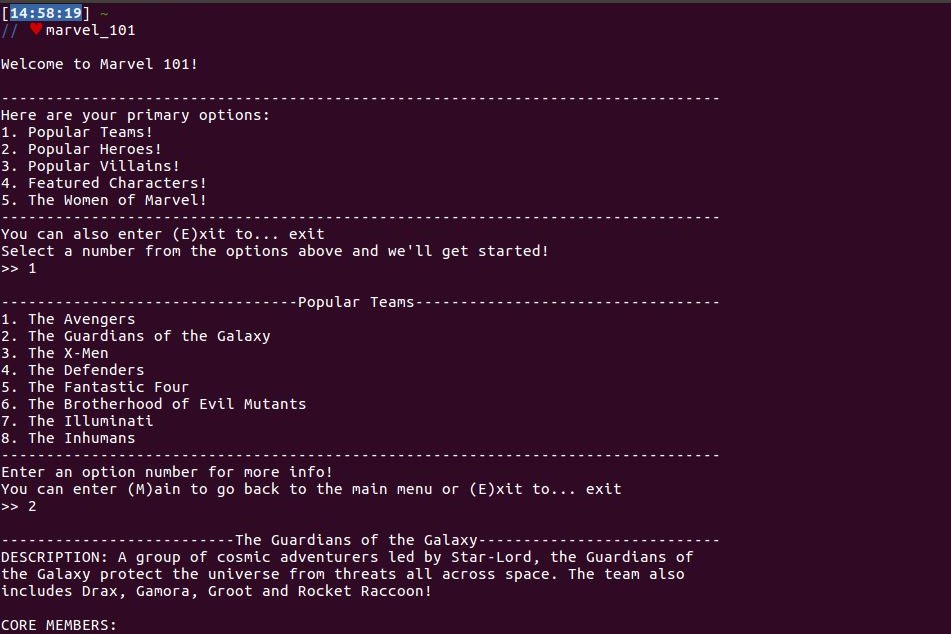 [14:58:19] ~
// ♥marvel_101
Welcome to Marvel 101!
--------------------------------------------------------------------------------
Here are your primary options:
1. Popular Teams!
2. Popular Heroes!
3. Popular Villains!
4. Featured Characters!
5. The Women of Marvel!
--------------------------------------------------------------------------------
You can also enter (E)xit to... exit
Select a number from the options above and we'll get started!
>> 1
---------------------------------Popular Teams----------------------------------
1. The Avengers
2. The Guardians of the Galaxy
3. The X-Men
4. The Defenders
5. The Fantastic Four
6. The Brotherhood of Evil Mutants
7. The Illuminati
8. The Inhumans
--------------------------------------------------------------------------------
Enter an option number for more info!
You can enter (M)ain to go back to the main menu or (E)xit to... exit
>> 2
--------------------------The Guardians of the Galaxy---------------------------
DESCRIPTION: A group of cosmic adventurers led by Star-Lord, the Guardians of
the Galaxy protect the universe from threats all across space. The team also
includes Drax, Gamora, Groot and Rocket Raccoon!
CORE MEMBERS: